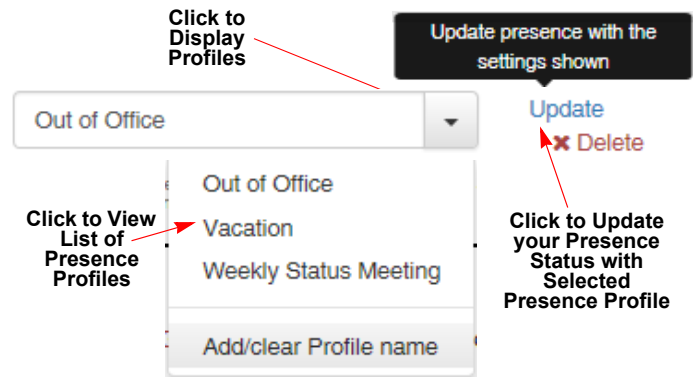 Click to
Display
Profiles
Update presence with the
settings shown
Out of Office
Update
✖ Delete
Out of Office
Vacation
Weekly Status Meeting
Add/clear Profile name
Click to View
List of
Presence
Profiles
Click to Update
your Presence
Status with
Selected
Presence Profile